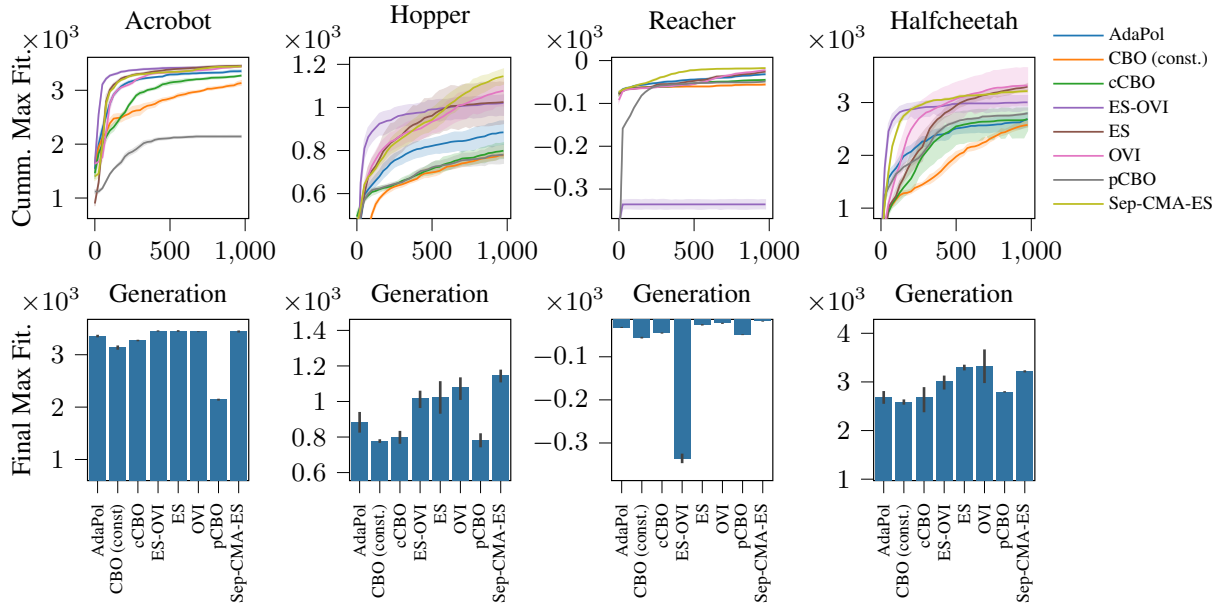 Acrobot
Hopper
Reacher
Halfcheetah
×10³
×10³
×10³
×10³
Cumm. Max Fit.
3
2
1
0
500
1,000
1.2
1
0.8
0.6
0
500
1,000
0
−0.1
−0.2
−0.3
0
500
1,000
3
2
1
0
500
1,000
AdaPol
CBO (const.)
cCBO
ES-OVI
ES
OVI
pCBO
Sep-CMA-ES
Generation
Generation
Generation
Generation
×10³
×10³
×10³
×10³
Final Max Fit.
3
2
1
1.4
1.2
1
0.8
0.6
−0.1
−0.2
−0.3
4
3
2
1
AdaPol
CBO (const)
cCBO
ES-OVI
ES
OVI
pCBO
Sep-CMA-ES
AdaPol
CBO (const.)
cCBO
ES-OVI
ES
OVI
pCBO
Sep-CMA-ES
AdaPol
CBO (const.)
cCBO
ES-OVI
ES
OVI
pCBO
Sep-CMA-ES
AdaPol
CBO (const.)
cCBO
ES-OVI
ES
OVI
pCBO
Sep-CMA-ES